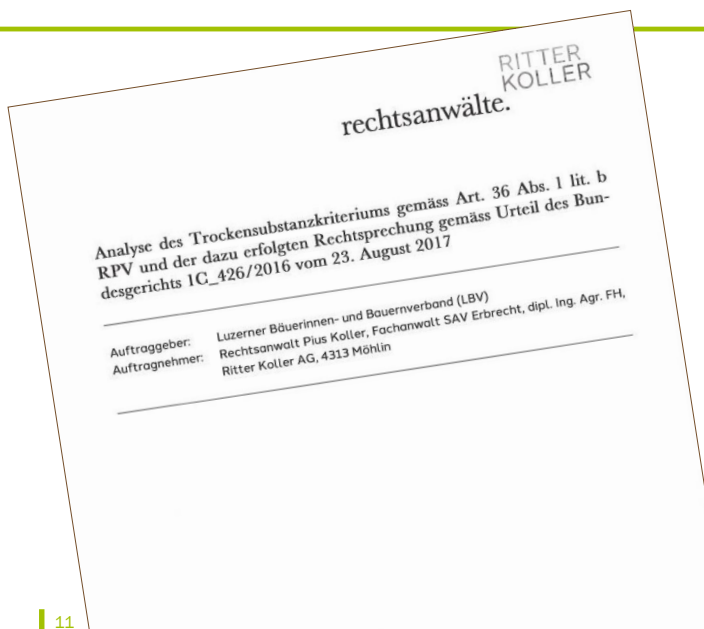 RITTER
KOLLER
rechtsanwälte.
Analyse des Trockensubstanzkriteriums gemäss Art. 36 Abs. 1 lit. b
RPV und der dazu erfolgten Rechtsprechung gemäss Urteil des Bun-
desgerichts 1C_426/2016 vom 23. August 2017
Auftraggeber: Luzerner Bäuerinnen- und Bauernverband (LBV)
Auftragnehmer: Rechtsanwalt Pius Koller, Fachanwalt SAV Erbrecht, dipl. Ing. Agr. FH,
Ritter Koller AG, 4313 Möhlin
11